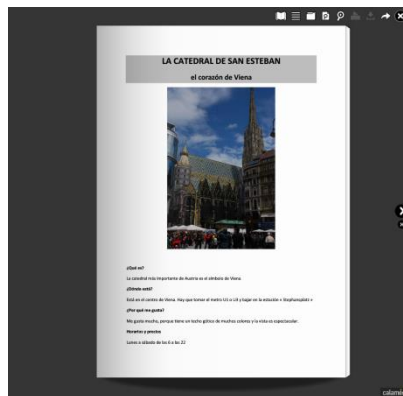 LA CATEDRAL DE SAN ESTEBAN
el corazón de Viena
¿Qué es?
La catedral más importante de Austria es el símbolo de Viena
¿Dónde está?
Está en el centro de Viena. Hay que tomar el metro U1 o U3 y bajar en la estación « Stephansplatz »
¿Por qué me gusta?
Me gusta mucho, porque tiene un techo gótico de muchos colores y la vista es espectacular.
Horarios y precios
Lunes a sábado de las 6 a las 22
calamé